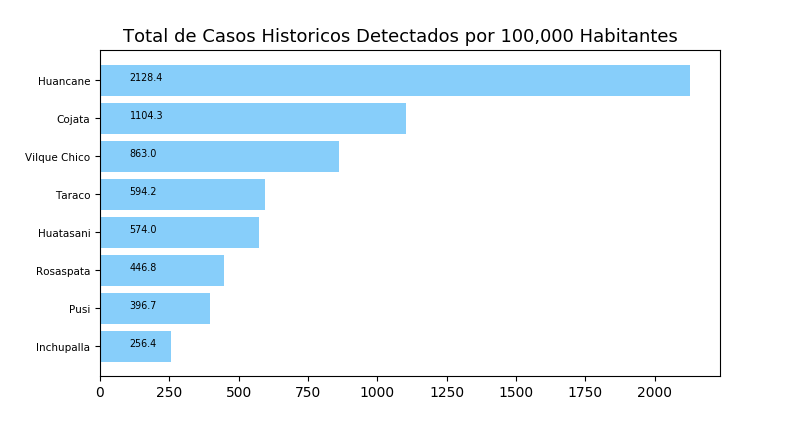 Total de Casos Historicos Detectados por 100,000 Habitantes
Huancane 2128.4
Cojata 1104.3
Vilque Chico 863.0
Taraco 594.2
Huatasani 574.0
Rosaspata 446.8
Pusi 396.7
Inchupalla 256.4
0 250 500 750 1000 1250 1500 1750 2000